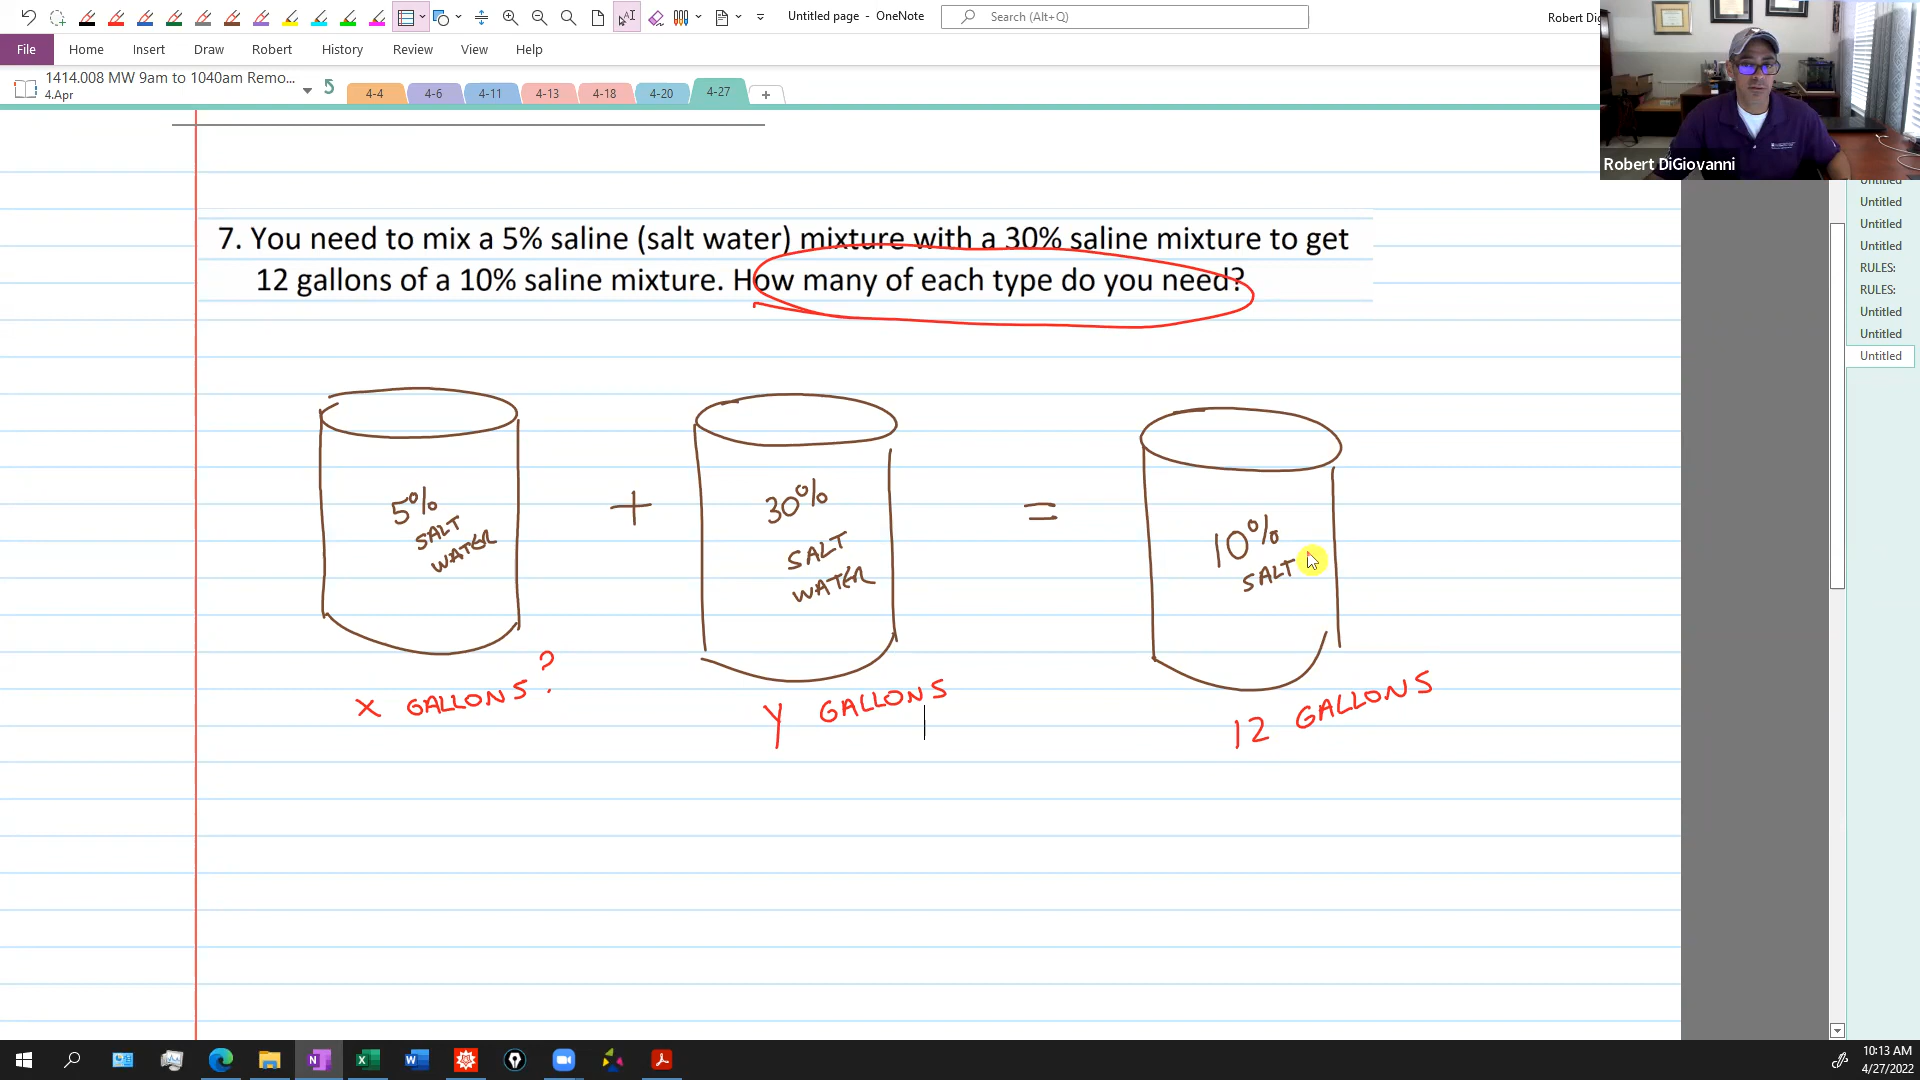 Untitled page - OneNote
Search (Alt+Q)
Robert Di
File
Home
Insert
Draw
Robert
History
Review
View
Help
1414.008 MW 9am to 1040am Remo...
4.Apr
4-4
4-6
4-11
4-13
4-18
4-20
4-27
Robert DiGiovanni
Untitled
Untitled
Untitled
Untitled
RULES:
RULES:
Untitled
Untitled
Untitled
7. You need to mix a 5% saline (salt water) mixture with a 30% saline mixture to get
12 gallons of a 10% saline mixture. How many of each type do you need?
5%
SALT
WATER
+
30%
SALT
WATER
=
10%
SALT
X GALLONS?
Y GALLONS
12 GALLONS
10:13 AM
4/27/2022